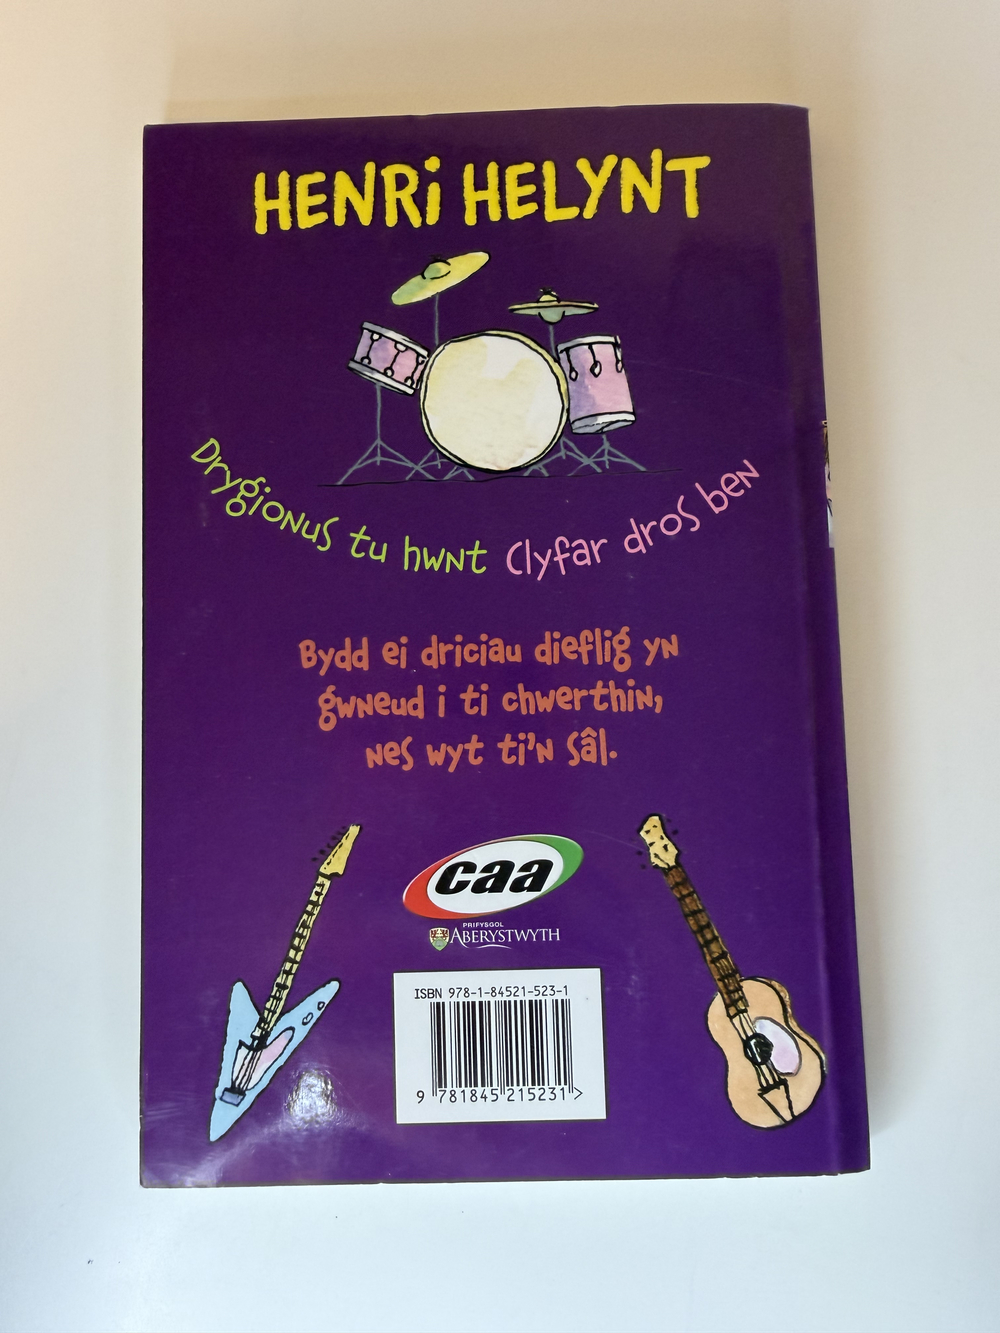 HENRi HELYNT
Drygionus tu hwnt Clyfar dros ben
Bydd ei driciau dieflig yn
gwneud i ti chwerthin,
nes wyt ti'n sâl.
caa
PRIFYSGOL
ABERYSTWYTH
ISBN 978-1-84521-523-1
9 781845 215231 >